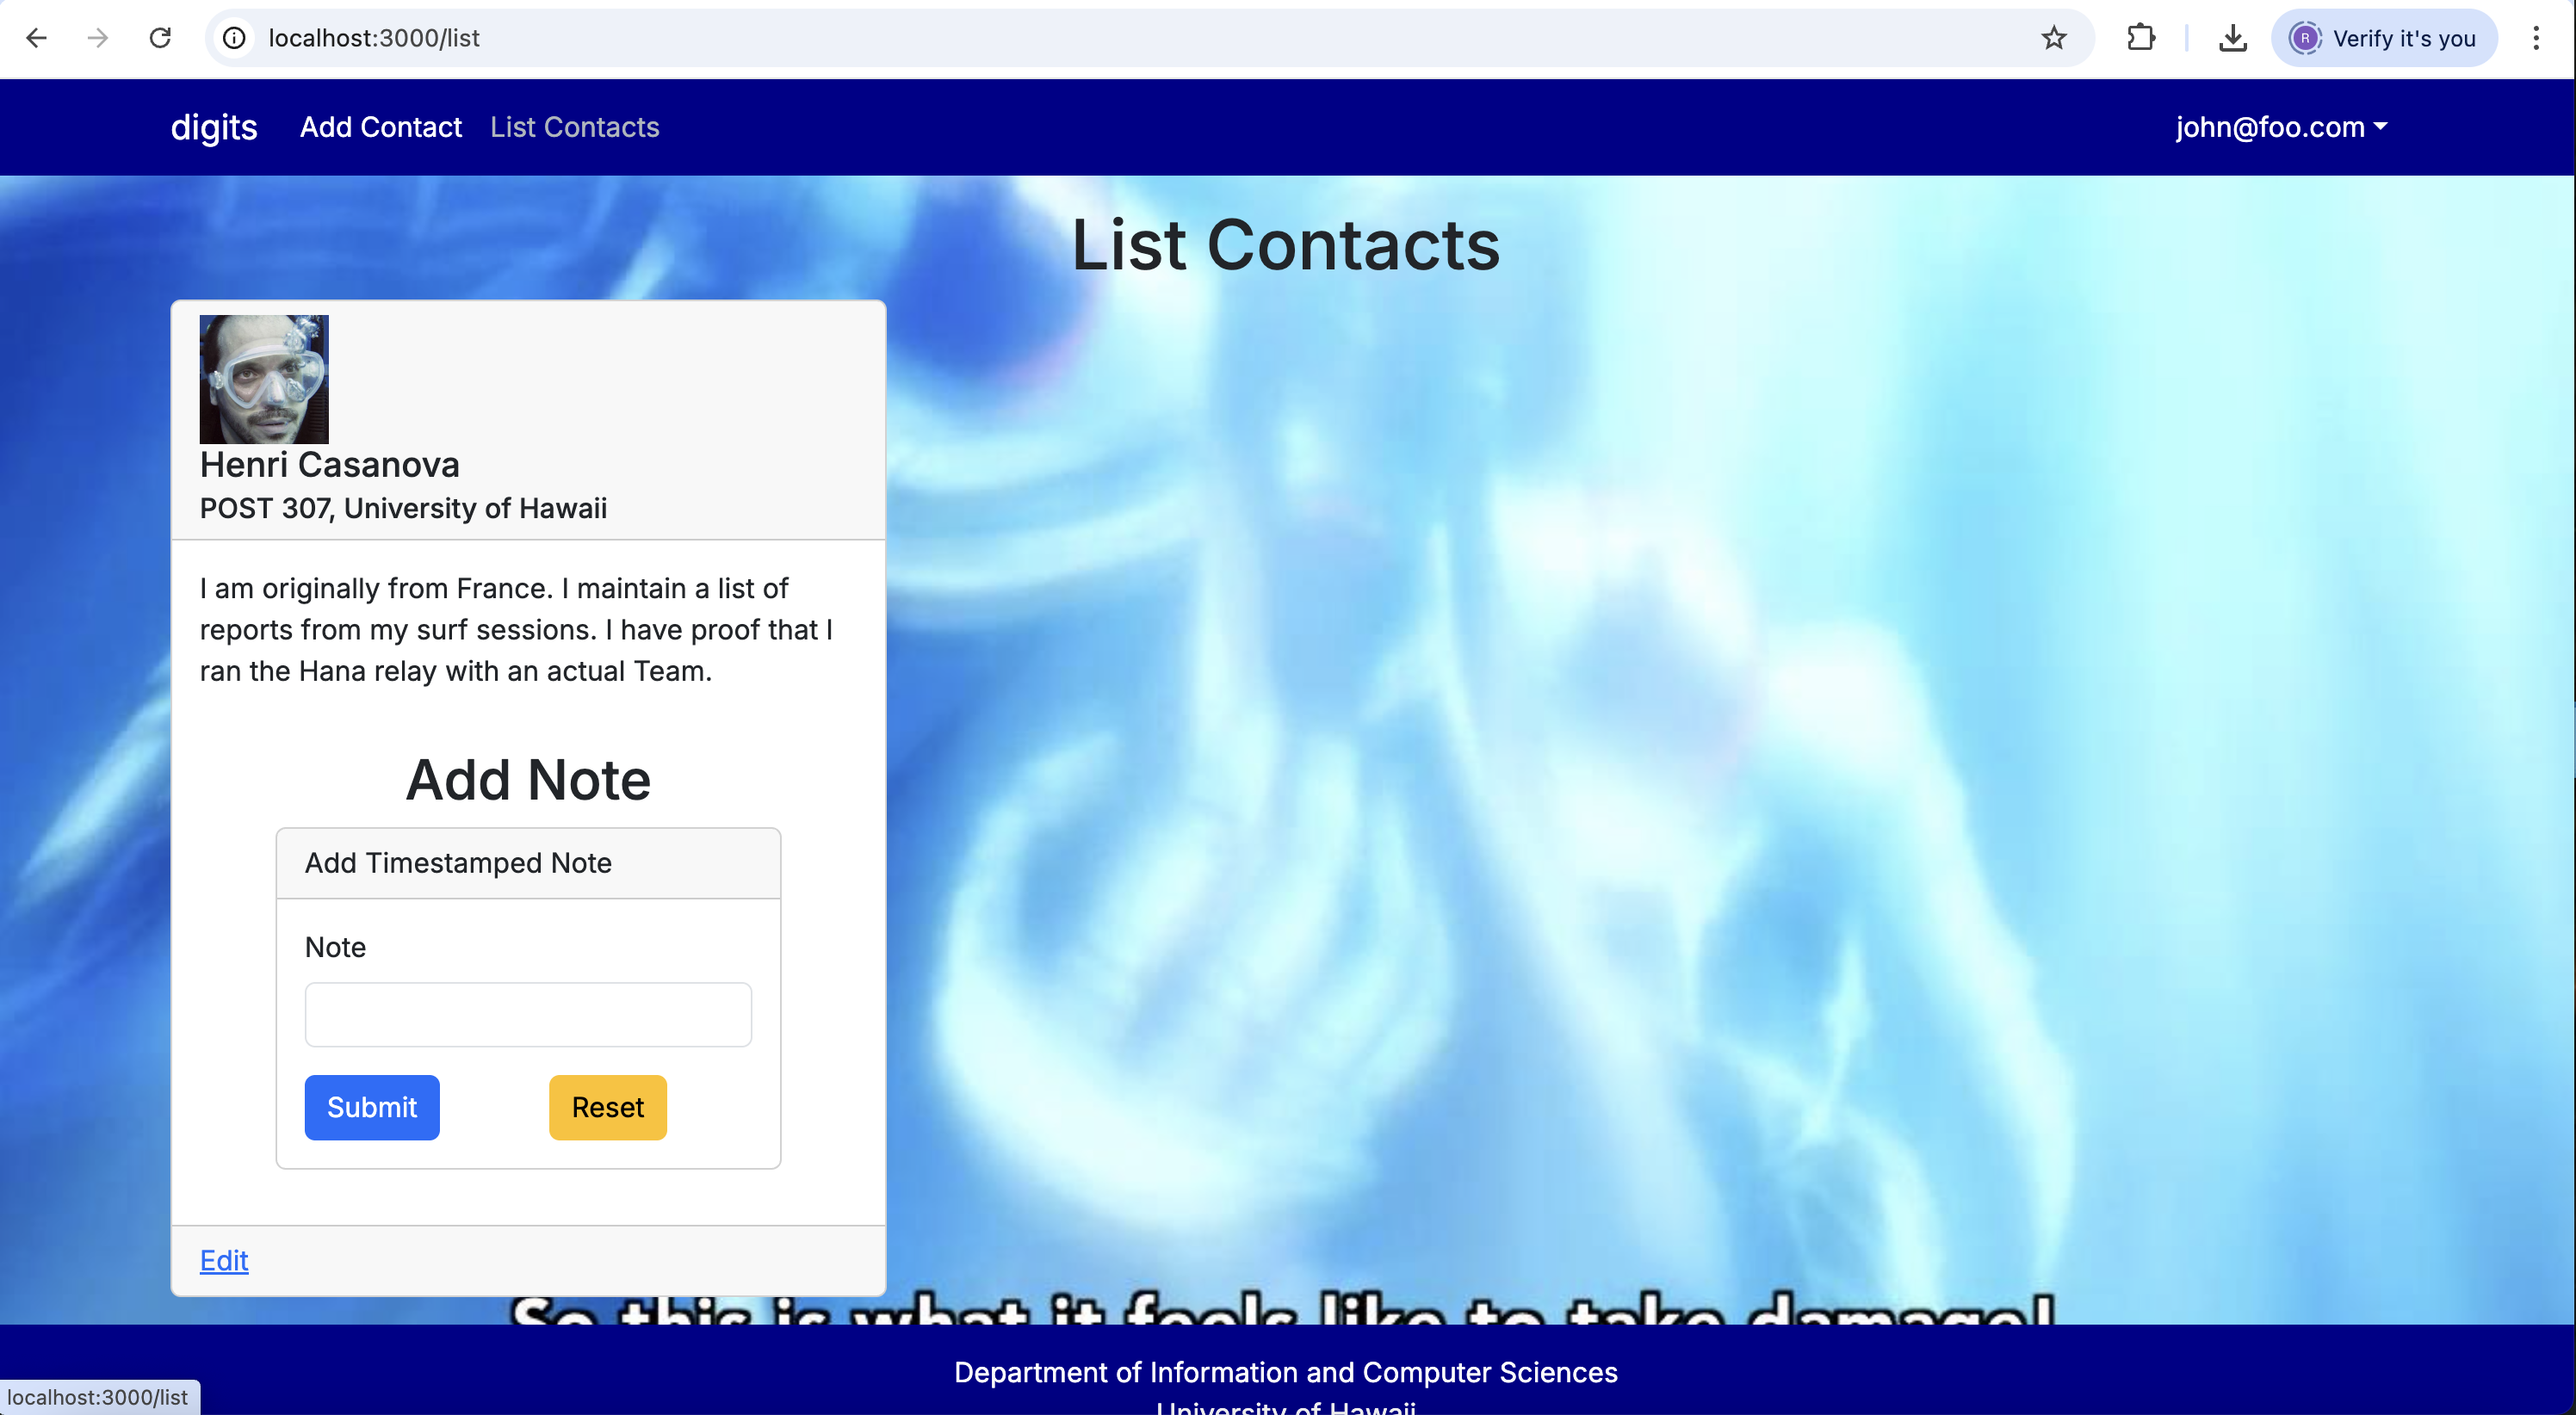 localhost:3000/list
R
Verify it's you
digits
Add Contact
List Contacts
john@foo.com
List Contacts
Henri Casanova
POST 307, University of Hawaii
I am originally from France. I maintain a list of
reports from my surf sessions. I have proof that I
ran the Hana relay with an actual Team.
Add Note
Add Timestamped Note
Note
Submit
Reset
Edit
So this is what it feels like to take damage!
Department of Information and Computer Sciences
University of Hawaii
localhost:3000/list